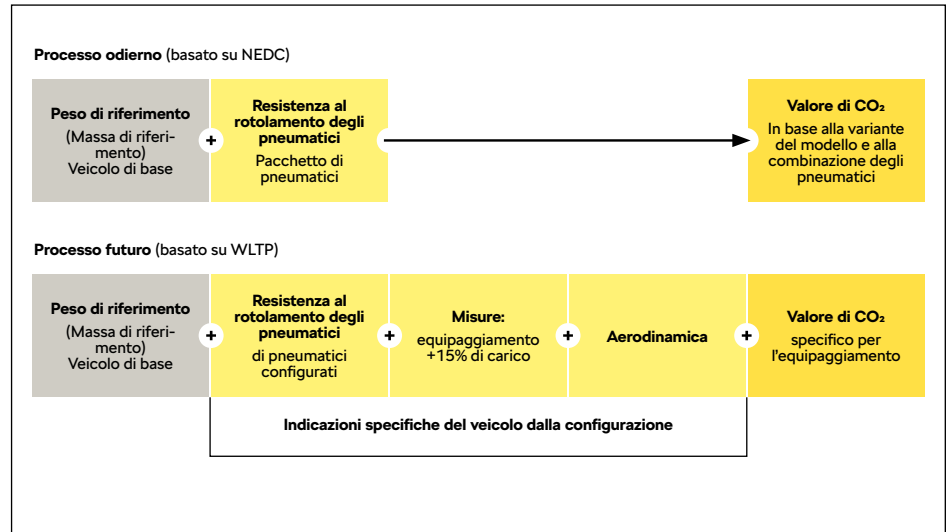 Processo odierno (basato su NEDC)
Peso di riferimento
(Massa di riferi-
mento)
Veicolo di base
+
Resistenza al
rotolamento degli
pneumatici
Pacchetto di
pneumatici
Valore di CO₂
In base alla variante
del modello e alla
combinazione degli
pneumatici
Processo futuro (basato su WLTP)
Peso di riferimento
(Massa di riferi-
mento)
Veicolo di base
+
Resistenza al
rotolamento degli
pneumatici
di pneumatici
configurati
+
Misure:
equipaggiamento
+15% di carico
+
Aerodinamica
+
Valore di CO₂
specifico per
l'equipaggiamento
Indicazioni specifiche del veicolo dalla configurazione